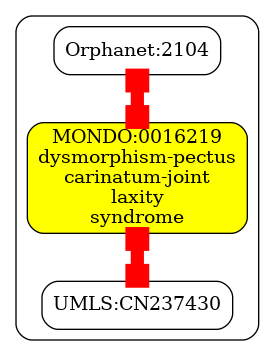 Orphanet:2104
MONDO:0016219
dysmorphism-pectus
carinatum-joint
laxity
syndrome
UMLS:CN237430